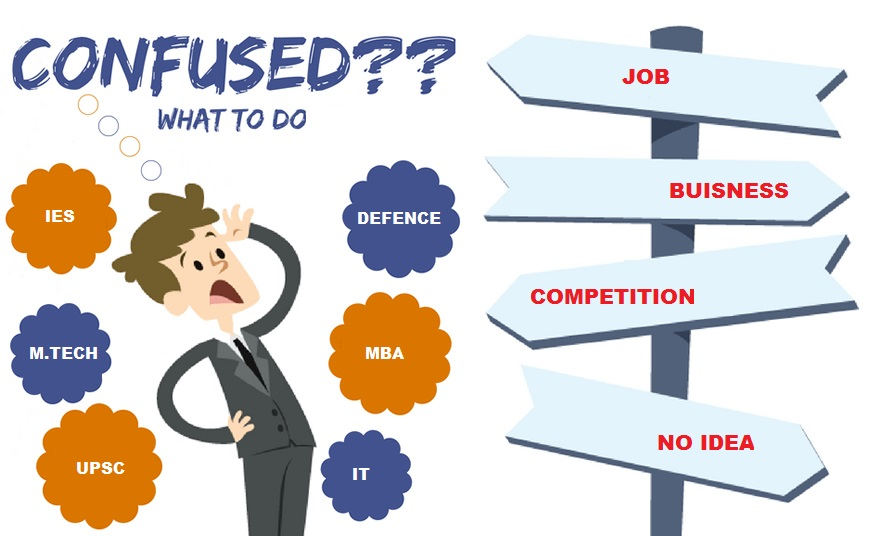 CONFUSED??
WHAT TO DO
IES
DEFENCE
M.TECH
MBA
UPSC
IT
JOB
BUISNESS
COMPETITION
NO IDEA